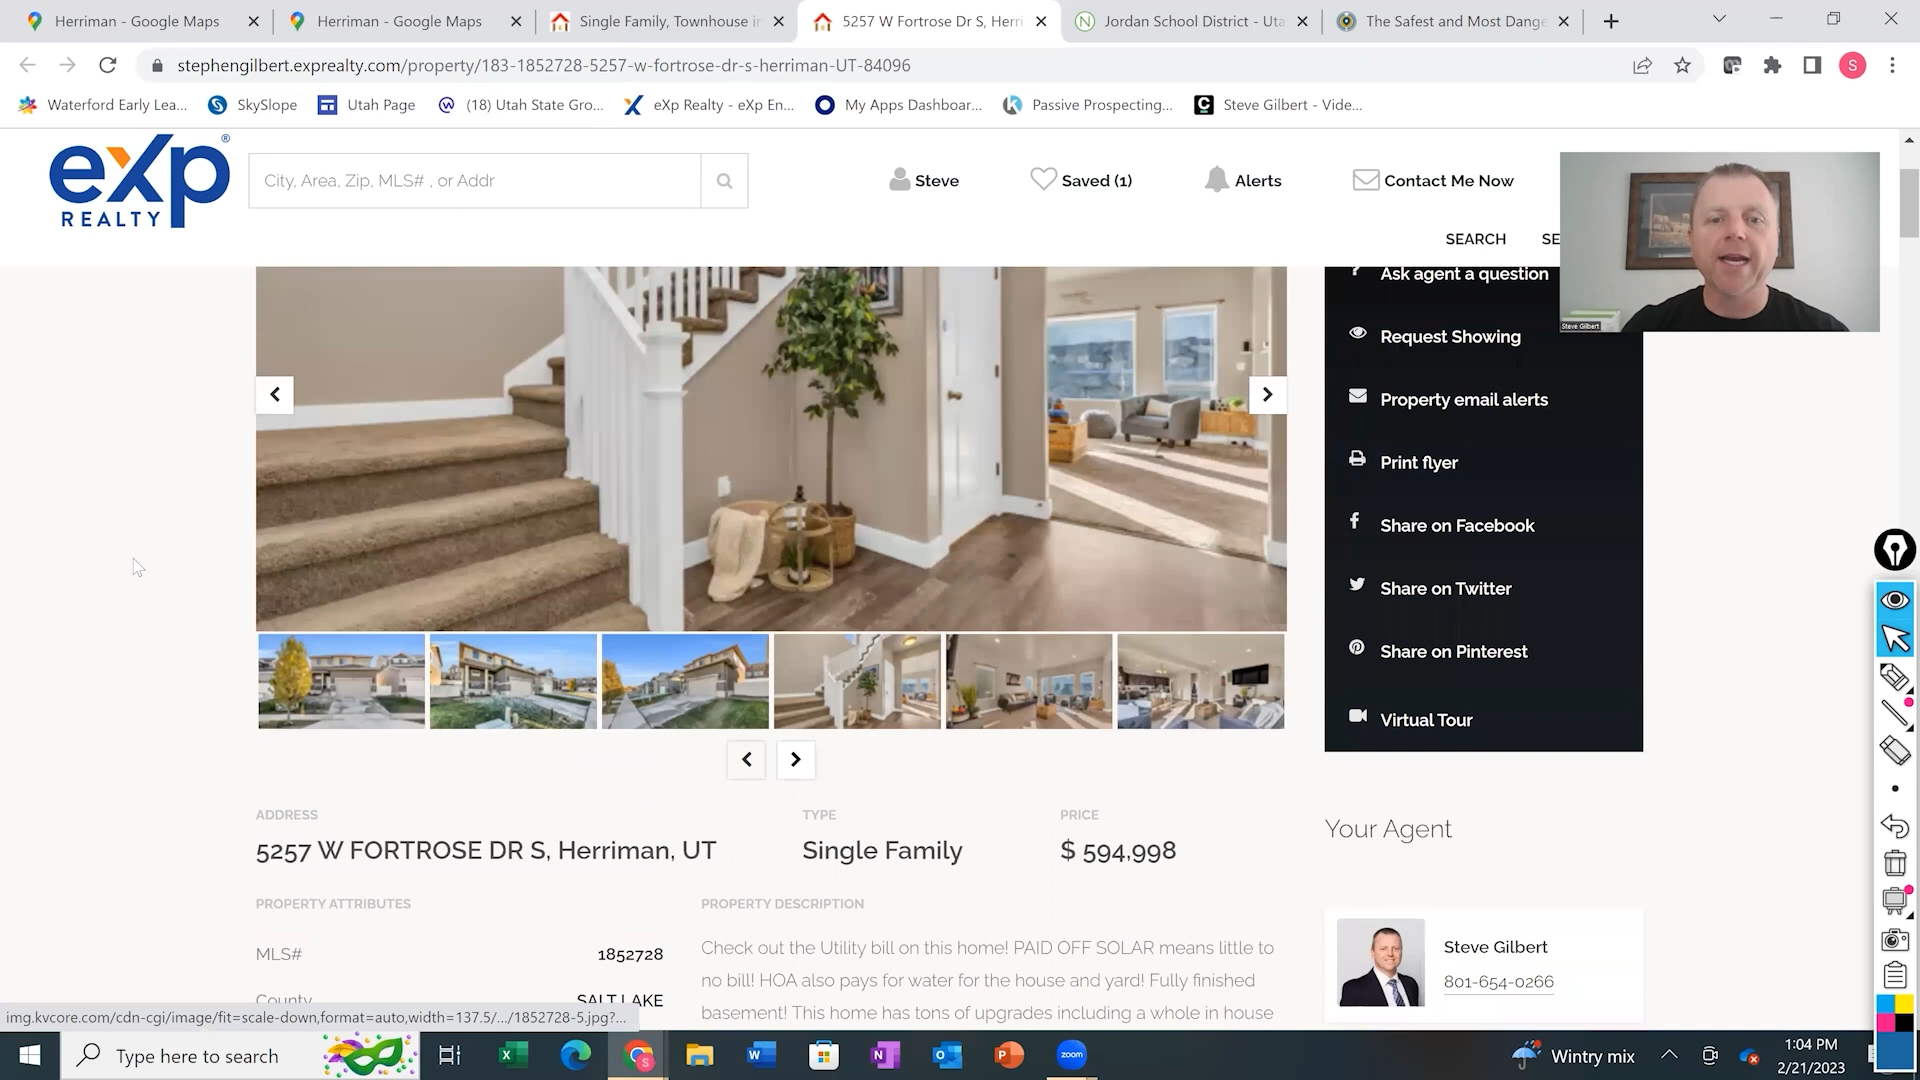 Herriman - Google Maps
Herriman - Google Maps
Single Family, Townhouse in
5257 W Fortrose Dr S, Herri
Jordan School District - Uta
The Safest and Most Dange
stephengilbert.exprealty.com/property/183-1852728-5257-w-fortrose-dr-s-herriman-UT-84096
S
Waterford Early Lea...
SkySlope
Utah Page
(18) Utah State Gro...
eXp Realty - eXp En...
My Apps Dashboar...
Passive Prospecting...
Steve Gilbert - Vide...
eXp®
REALTY
City, Area, Zip, MLS# , or Addr
Steve
Saved (1)
Alerts
Contact Me Now
SEARCH
SE
Steve Gilbert
Ask agent a question
Request Showing
Property email alerts
Print flyer
Share on Facebook
Share on Twitter
Share on Pinterest
Virtual Tour
ADDRESS
TYPE
PRICE
5257 W FORTROSE DR S, Herriman, UT
Single Family
$ 594,998
Your Agent
PROPERTY ATTRIBUTES
PROPERTY DESCRIPTION
MLS#
1852728
County
SALT LAKE
Check out the Utility bill on this home! PAID OFF SOLAR means little to
no bill! HOA also pays for water for the house and yard! Fully finished
basement! This home has tons of upgrades including a whole in house
Steve Gilbert
801-654-0266
img.kvcore.com/cdn-cgi/image/fit=scale-down,format=auto,width=137.5/.../1852728-5.jpg?...
Type here to search
zoom
Wintry mix
1:04 PM
2/21/2023